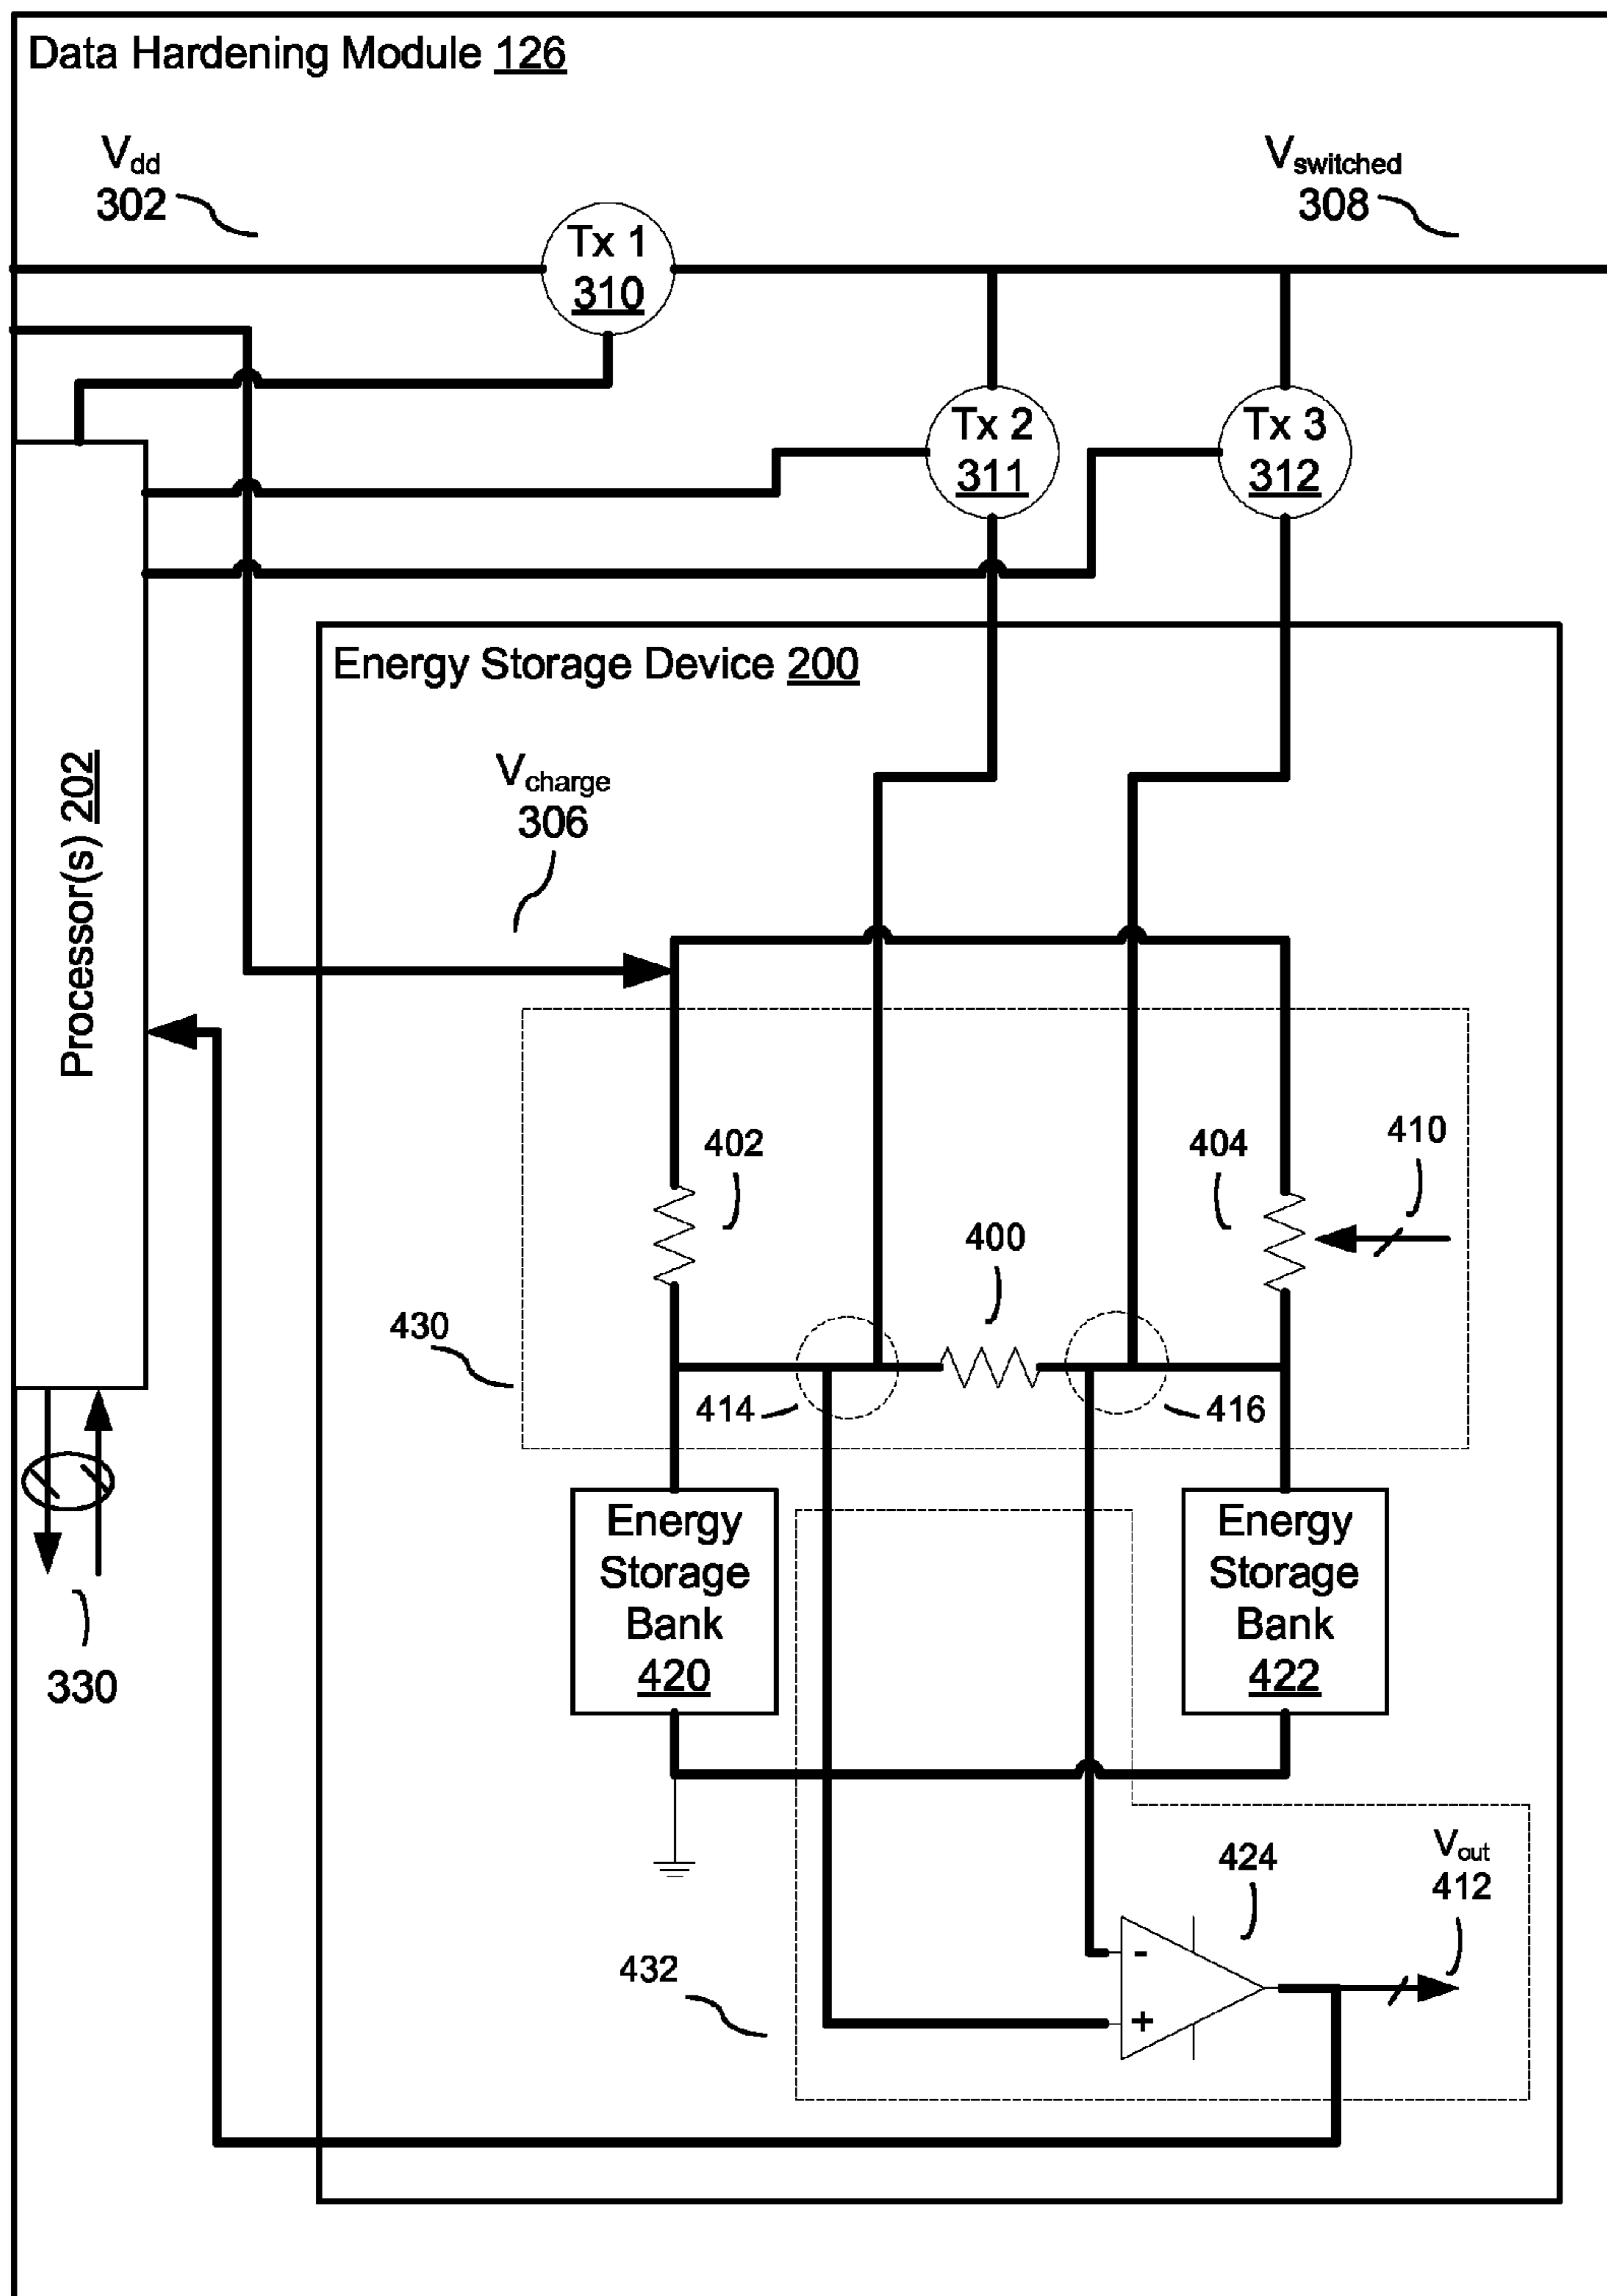 Data Hardening Module 126
Vdd
302
Vswitched
308
Tx 1
310
Tx 2
311
Tx 3
312
Energy Storage Device 200
Processor(s) 202
Vcharge
306
402
404
410
400
430
414
416
Energy
Storage
Bank
420
Energy
Storage
Bank
422
330
424
Vout
412
432
-
+